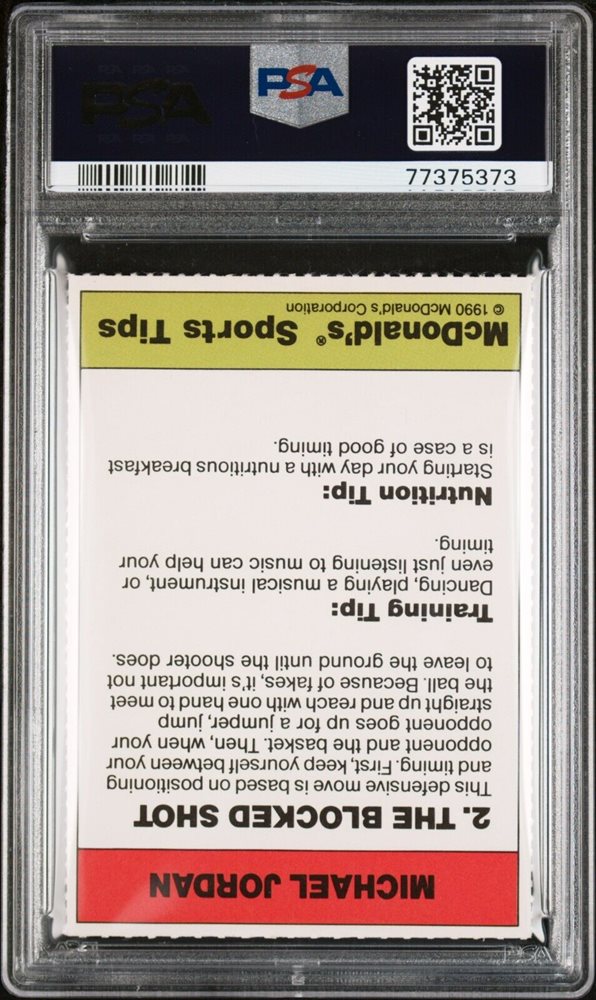 PSA
PSA
77375373
MICHAEL JORDAN
2. THE BLOCKED SHOT
This defensive move is based on positioning
and timing. First, keep yourself between your
opponent and the basket. Then, when your
opponent goes up for a jumper, jump
straight up and reach with one hand to meet
the ball. Because of fakes, it's important not
to leave the ground until the shooter does.
Training Tip:
Dancing, playing a musical instrument, or
even just listening to music can help your
timing.
Nutrition Tip:
Starting your day with a nutritious breakfast
is a case of good timing.
McDonald's® Sports Tips
© 1990 McDonald's Corporation